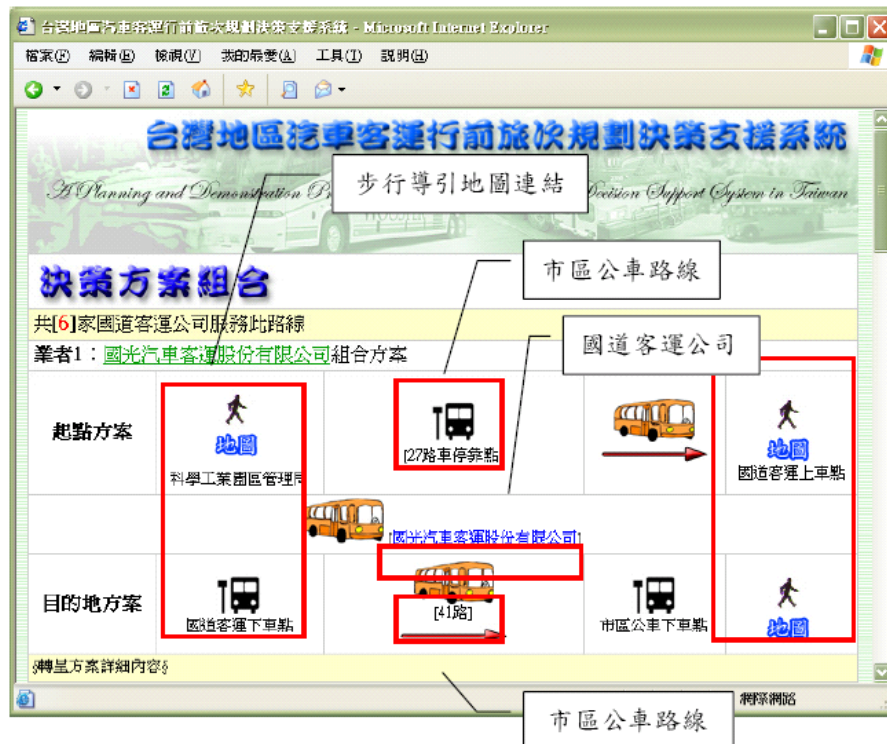 台灣地區汽車客運行前旅次規劃決策支援系統 - Microsoft Internet Explorer
檔案(F) 編輯(E) 檢視(V) 我的最愛(A) 工具(T) 說明(H)
台灣地區汽車客運行前旅次規劃決策支援系統
A Planning and Demonstration Decision Support System in Taiwan
步行導引地圖連結
市區公車路線
決策方案組合
共[6]家國道客運公司服務此路線
國道客運公司
業者1：國光汽車客運股份有限公司組合方案
起點方案
地圖
科學工業園區管理局
[27路車停靠點
地圖
國道客運上車點
[國光汽車客運股份有限公司]
目的地方案
國道客運下車點
[41路]
市區公車下車點
地圖
§轉呈方案詳細內容§
網際網路
市區公車路線